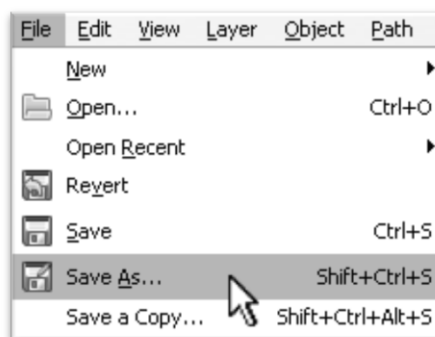 File Edit View Layer Object Path
New
Open... Ctrl+O
Open Recent
Revert
Save Ctrl+S
Save As... Shift+Ctrl+S
Save a Copy... Shift+Ctrl+Alt+S